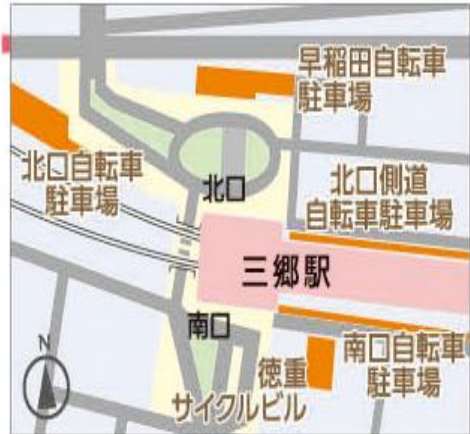 早稲田自転車
駐車場
北口自転車
駐車場
北口
北口側道
自転車駐車場
三郷駅
南口
南口自転車
駐車場
徳重
サイクルビル
N